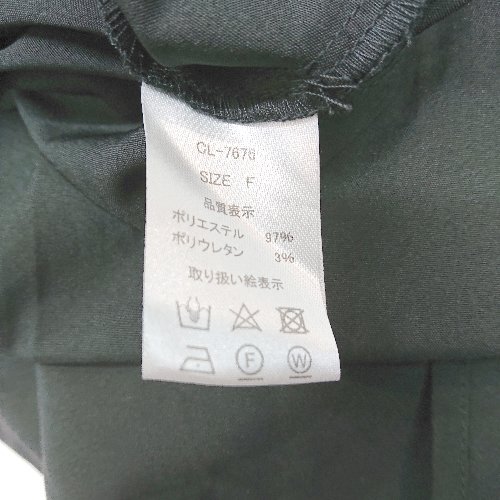 CL-7676
SIZE F
品質表示
ポリエステル 97%
ポリウレタン 3%
取り扱い絵表示
F W